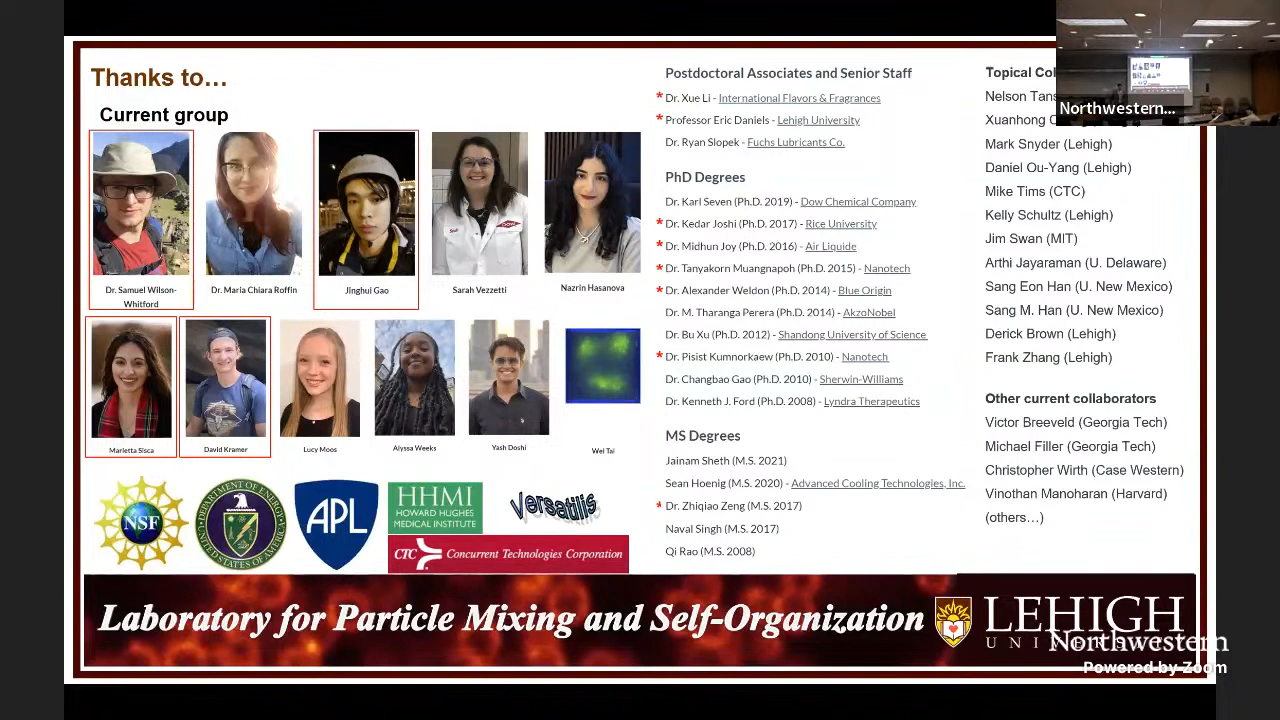 Thanks to…
Current group
Dr. Samuel Wilson-
Whitford
Dr. Maria Chiara Roffin
Jinghui Gao
Sarah Vezzetti
Nazrin Hasanova
Marietta Sisca
David Kramer
Lucy Moos
Alyssa Weeks
Yash Doshi
Wei Tai
NSF
DEPARTMENT OF ENERGY
UNITED STATES OF AMERICA
APL
HHMI
HOWARD HUGHES
MEDICAL INSTITUTE
Versatilis
CTC Concurrent Technologies Corporation
Postdoctoral Associates and Senior Staff
* Dr. Xue Li - International Flavors & Fragrances
* Professor Eric Daniels - Lehigh University
Dr. Ryan Slopek - Fuchs Lubricants Co.
PhD Degrees
Dr. Karl Seven (Ph.D. 2019) - Dow Chemical Company
* Dr. Kedar Joshi (Ph.D. 2017) - Rice University
* Dr. Midhun Joy (Ph.D. 2016) - Air Liquide
* Dr. Tanyakorn Muangnapoh (Ph.D. 2015) - Nanotech
* Dr. Alexander Weldon (Ph.D. 2014) - Blue Origin
Dr. M. Tharanga Perera (Ph.D. 2014) - AkzoNobel
Dr. Bu Xu (Ph.D. 2012) - Shandong University of Science
* Dr. Pisist Kumnorkaew (Ph.D. 2010) - Nanotech
Dr. Changbao Gao (Ph.D. 2010) - Sherwin-Williams
Dr. Kenneth J. Ford (Ph.D. 2008) - Lyndra Therapeutics
MS Degrees
Jainam Sheth (M.S. 2021)
Sean Hoenig (M.S. 2020) - Advanced Cooling Technologies, Inc.
* Dr. Zhiqiao Zeng (M.S. 2017)
Naval Singh (M.S. 2017)
Qi Rao (M.S. 2008)
Topical Col
Nelson Tans
Xuanhong C
Mark Snyder (Lehigh)
Daniel Ou-Yang (Lehigh)
Mike Tims (CTC)
Kelly Schultz (Lehigh)
Jim Swan (MIT)
Arthi Jayaraman (U. Delaware)
Sang Eon Han (U. New Mexico)
Sang M. Han (U. New Mexico)
Derick Brown (Lehigh)
Frank Zhang (Lehigh)
Other current collaborators
Victor Breeveld (Georgia Tech)
Michael Filler (Georgia Tech)
Christopher Wirth (Case Western)
Vinothan Manoharan (Harvard)
(others…)
Northwestern...
Laboratory for Particle Mixing and Self-Organization
LEHIGH
Northwestern
Powered by Zoom